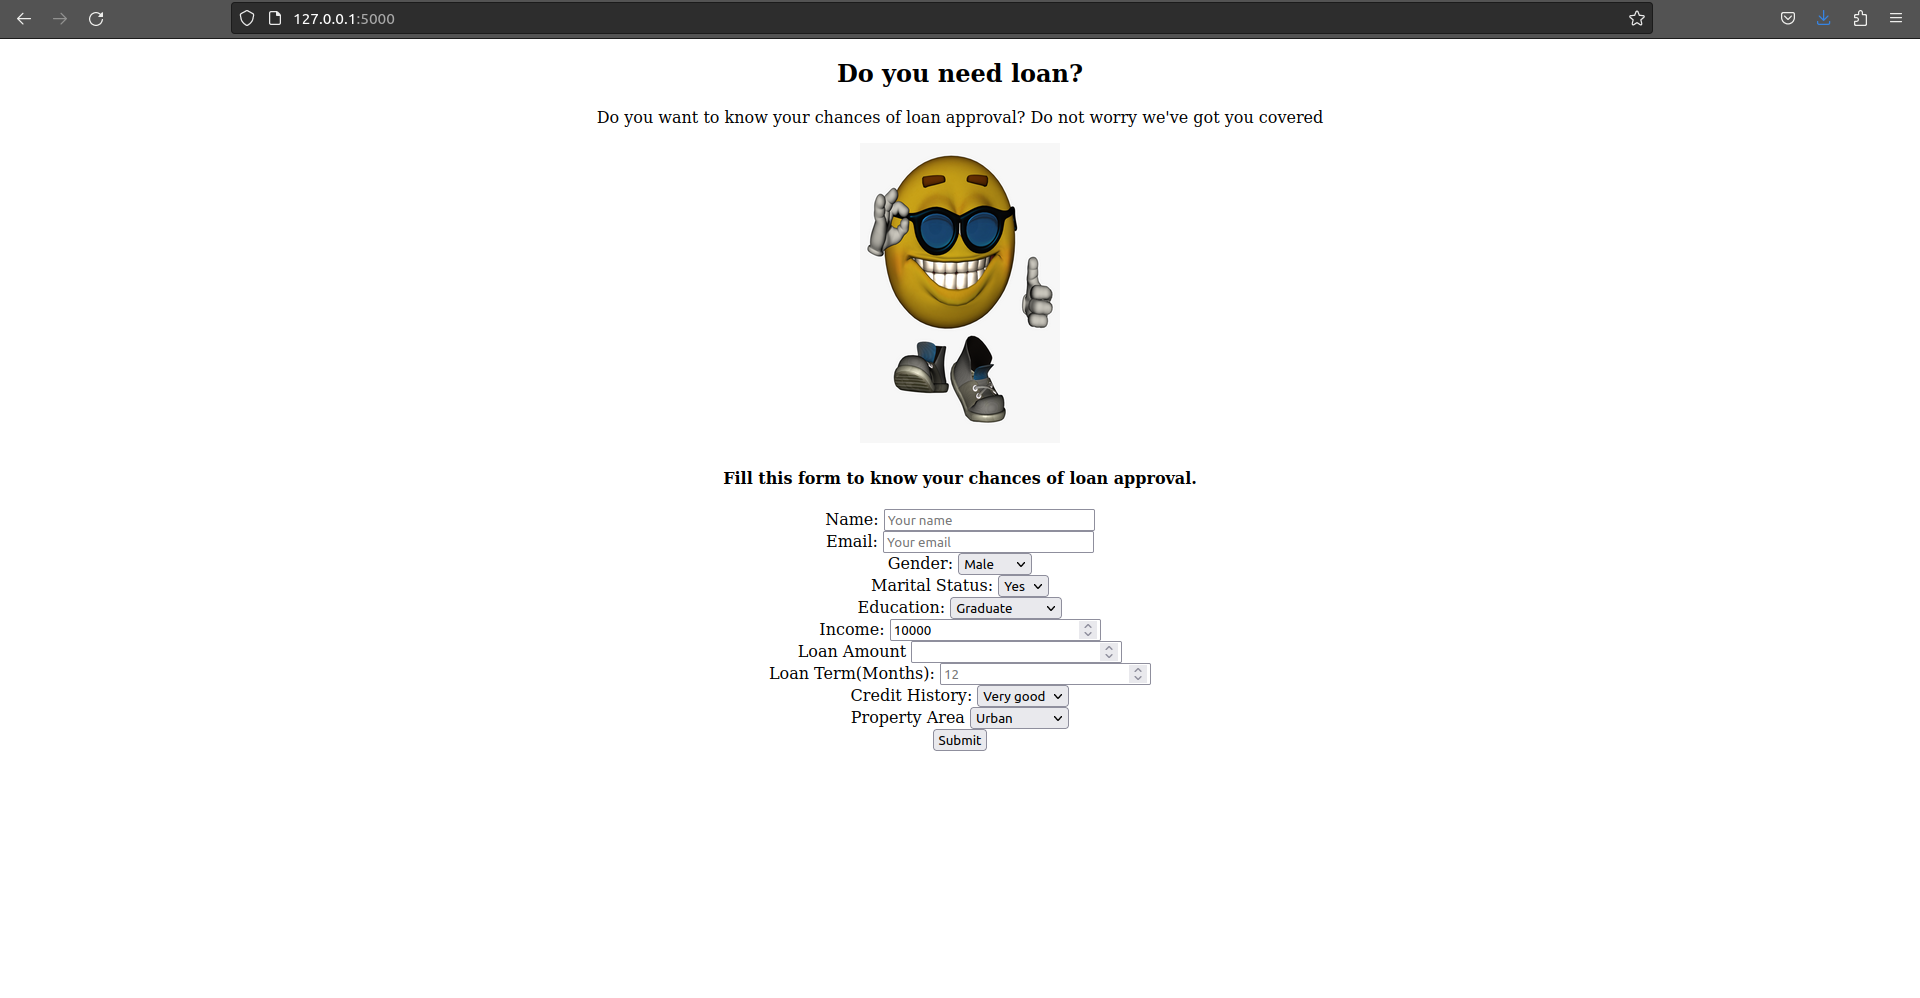 127.0.0.1:5000
Do you need loan?
Do you want to know your chances of loan approval? Do not worry we've got you covered
Fill this form to know your chances of loan approval.
Name: Your name
Email: Your email
Gender: Male
Marital Status: Yes
Education: Graduate
Income: 10000
Loan Amount
Loan Term(Months): 12
Credit History: Very good
Property Area Urban
Submit